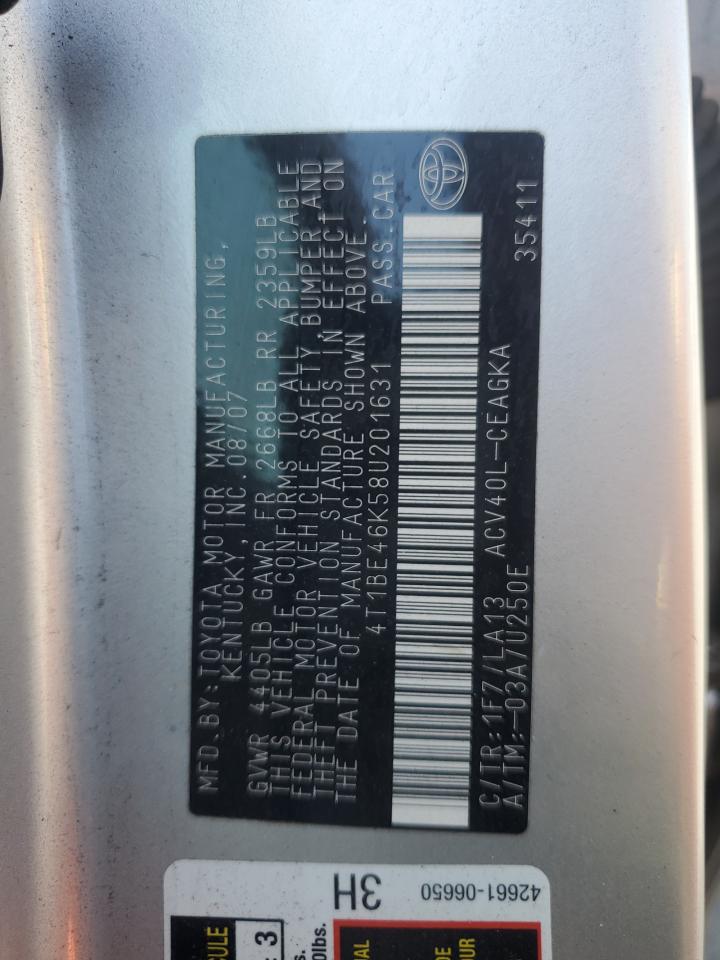 MFD.BY:TOYOTA MOTOR MANUFACTURING,
KENTUCKY,INC.08/07
GVWR 4405LB GAWR FR 2668LB RR 2359LB
THIS VEHICLE CONFORMS TO ALL APPLICABLE
FEDERAL MOTOR VEHICLE SAFETY,BUMPER,AND
THEFT PREVENTION STANDARDS IN EFFECT ON
THE DATE OF MANUFACTURE SHOWN ABOVE.
4T1BE46K58U201631 PASS.CAR
C/TR:1F7/LA13 ACV40L-CEAGKA
A/TM:-03A/U250E 35411
3H
42661-06650
3
0lbs.